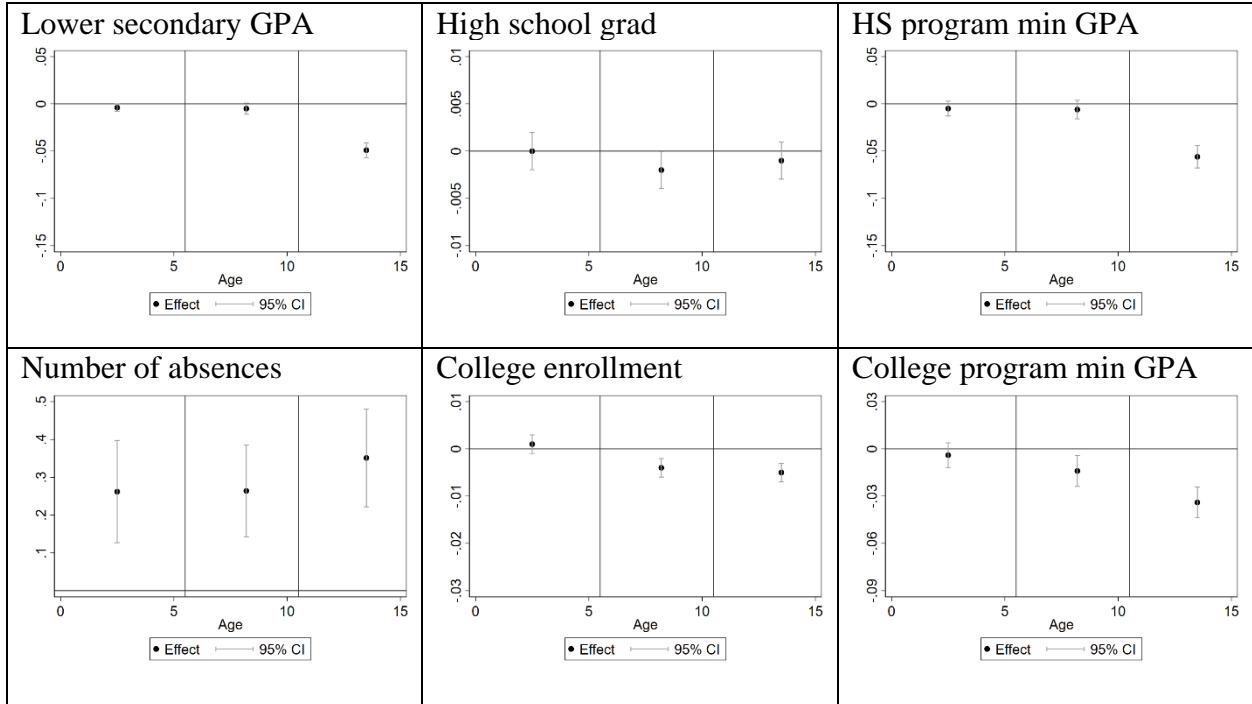 Lower secondary GPA
.05
0
-.05
-.1
-.15
0 5 10 15
Age
Effect 95% CI
High school grad
.01
.005
0
-.005
-.01
0 5 10 15
Age
Effect 95% CI
HS program min GPA
.05
0
-.05
-.1
-.15
0 5 10 15
Age
Effect 95% CI
Number of absences
.5
.4
.3
.2
.1
0 5 10 15
Age
Effect 95% CI
College enrollment
.01
0
-.01
-.02
-.03
0 5 10 15
Age
Effect 95% CI
College program min GPA
.03
0
-.03
-.06
-.09
0 5 10 15
Age
Effect 95% CI